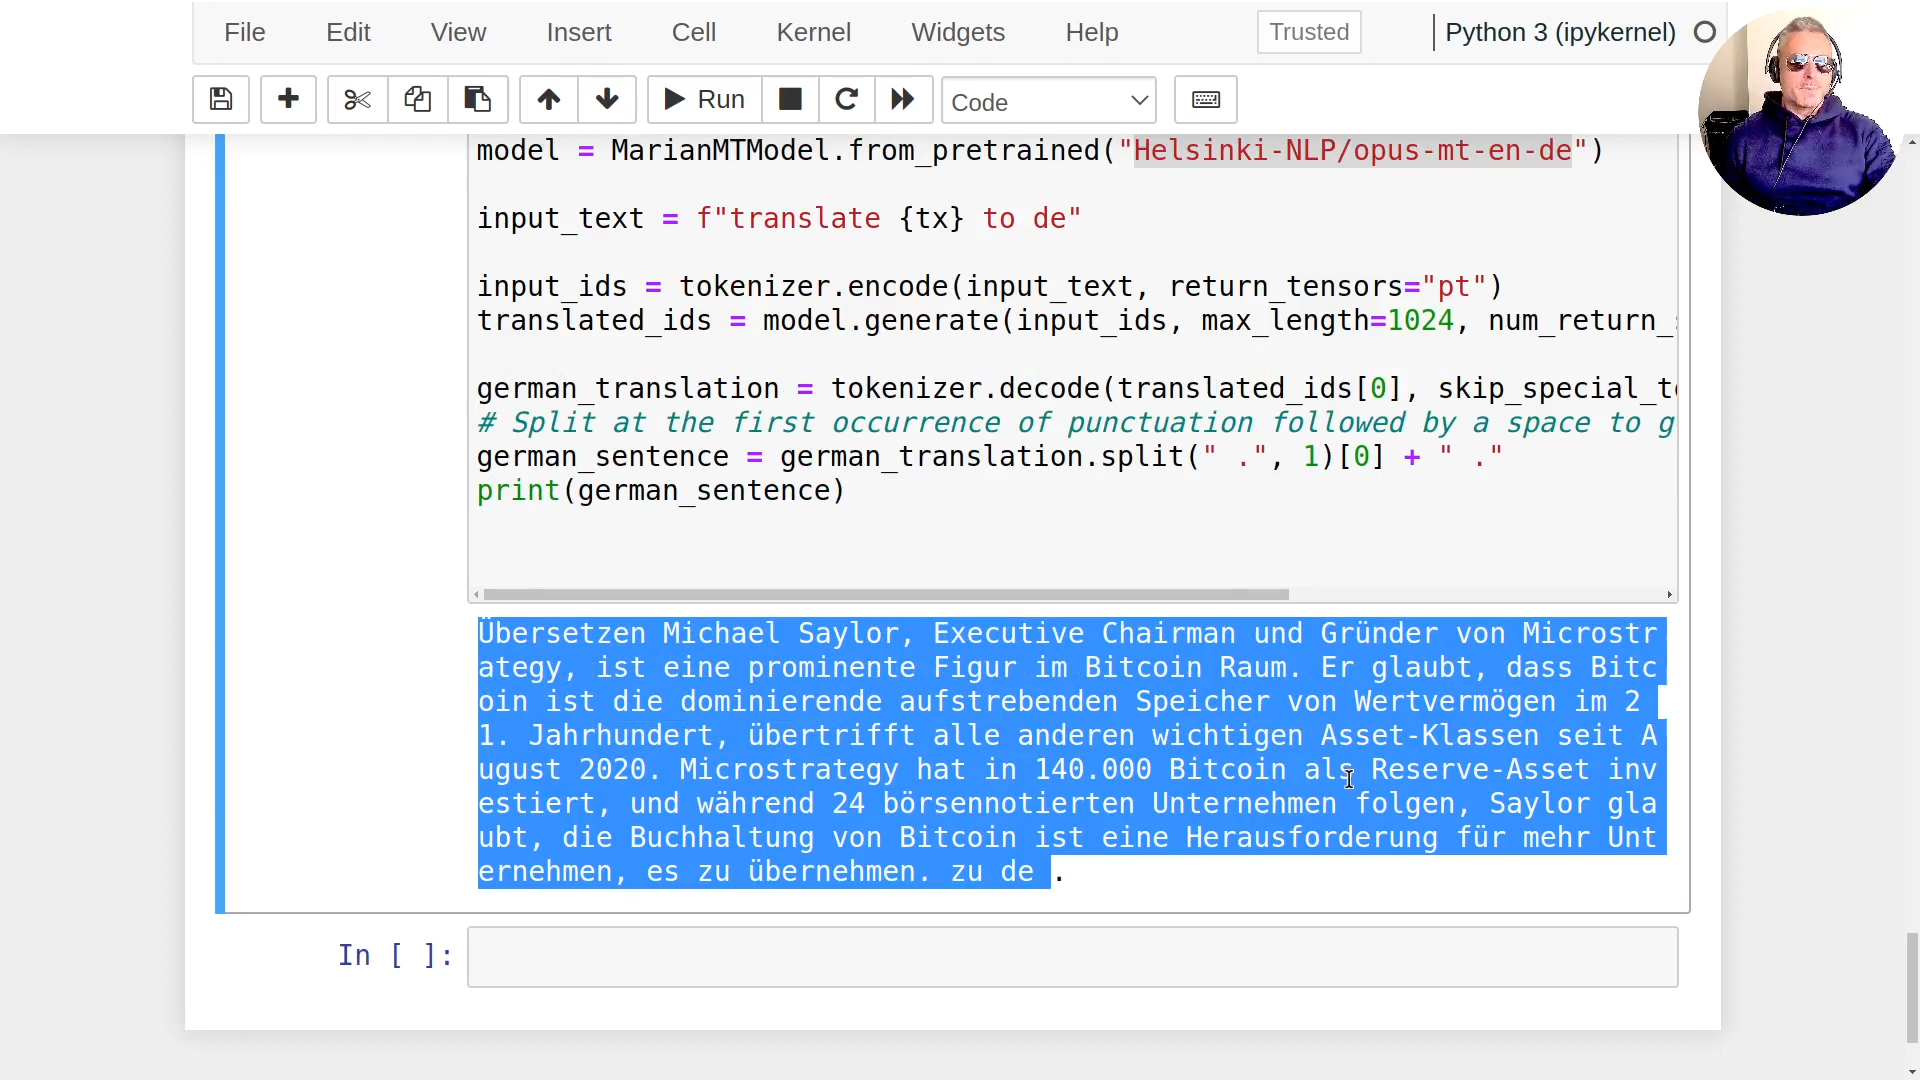 File Edit View Insert Cell Kernel Widgets Help Trusted Python 3 (ipykernel)
Run Code
model = MarianMTModel.from_pretrained("Helsinki-NLP/opus-mt-en-de")
input_text = f"translate {tx} to de"
input_ids = tokenizer.encode(input_text, return_tensors="pt")
translated_ids = model.generate(input_ids, max_length=1024, num_return_
german_translation = tokenizer.decode(translated_ids[0], skip_special_t
# Split at the first occurrence of punctuation followed by a space to g
german_sentence = german_translation.split(" .", 1)[0] + " ."
print(german_sentence)
Übersetzen Michael Saylor, Executive Chairman und Gründer von Microstr
ategy, ist eine prominente Figur im Bitcoin Raum. Er glaubt, dass Bitc
oin ist die dominierende aufstrebenden Speicher von Wertvermögen im 2
1. Jahrhundert, übertrifft alle anderen wichtigen Asset-Klassen seit A
ugust 2020. Microstrategy hat in 140.000 Bitcoin als Reserve-Asset inv
estiert, und während 24 börsennotierten Unternehmen folgen, Saylor gla
ubt, die Buchhaltung von Bitcoin ist eine Herausforderung für mehr Unt
ernehmen, es zu übernehmen. zu de .
In [ ]: